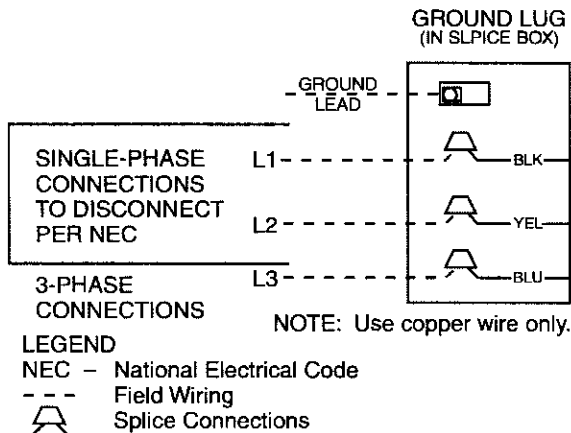 GROUND LUG
(IN SLPICE BOX)
GROUND
LEAD
SINGLE-PHASE
CONNECTIONS
TO DISCONNECT
PER NEC
L1
BLK
L2
YEL
L3
BLU
3-PHASE
CONNECTIONS
NOTE: Use copper wire only.
LEGEND
NEC – National Electrical Code
Field Wiring
Splice Connections